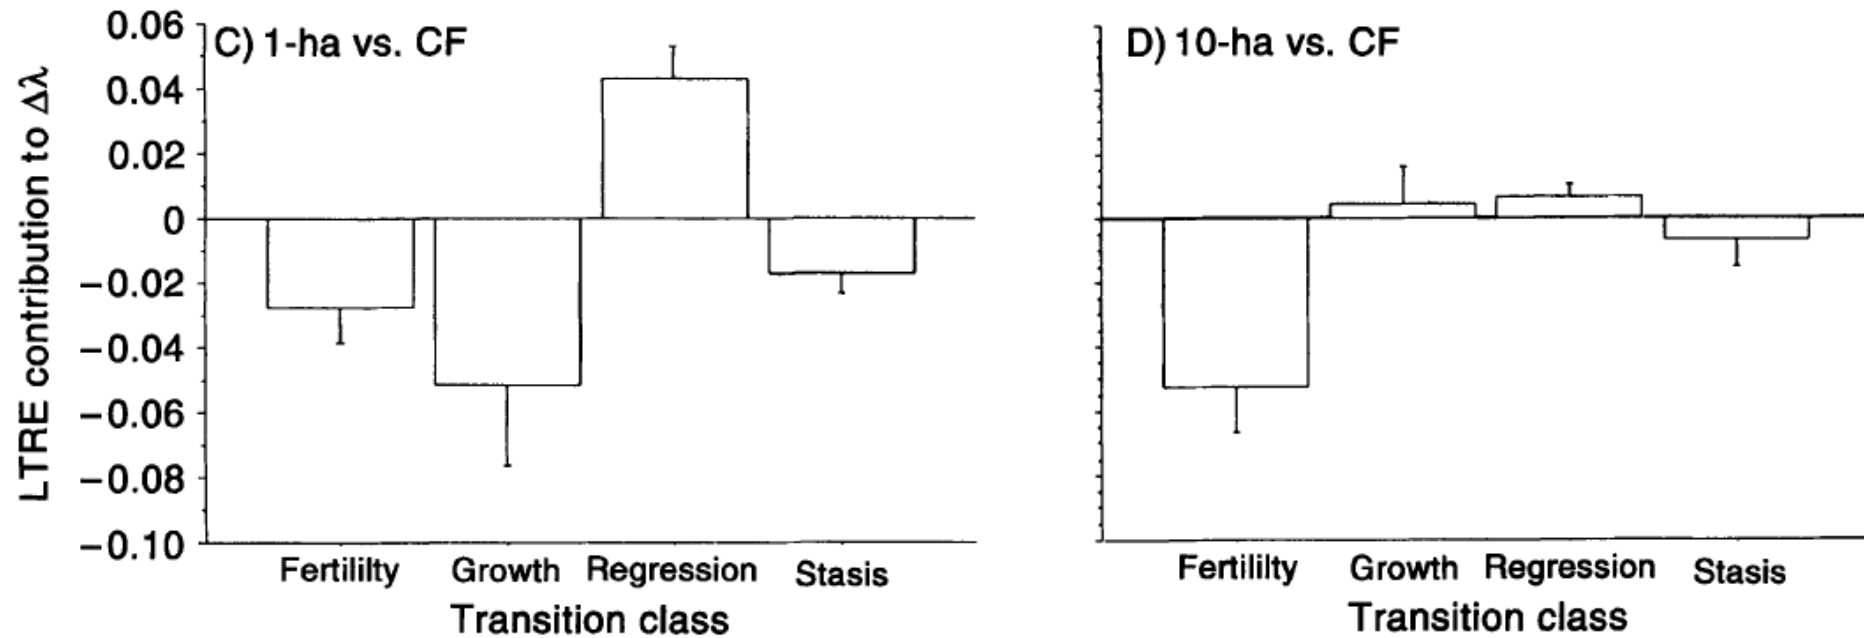 C) 1-ha vs. CF
D) 10-ha vs. CF
LTRE contribution to Δλ
0.06
0.04
0.02
0
−0.02
−0.04
−0.06
−0.08
−0.10
Fertililty Growth Regression Stasis
Transition class
Fertililty Growth Regression Stasis
Transition class